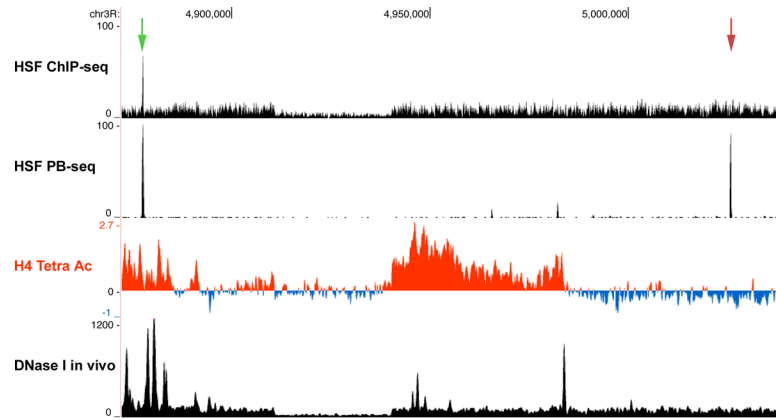 chr3R: 4,900,000 4,950,000 5,000,000
100 -
HSF ChIP-seq
0 _
100 -
HSF PB-seq
0 _
2.7 -
H4 Tetra Ac
0 -
-1 _
1200 -
DNase I in vivo
0 _